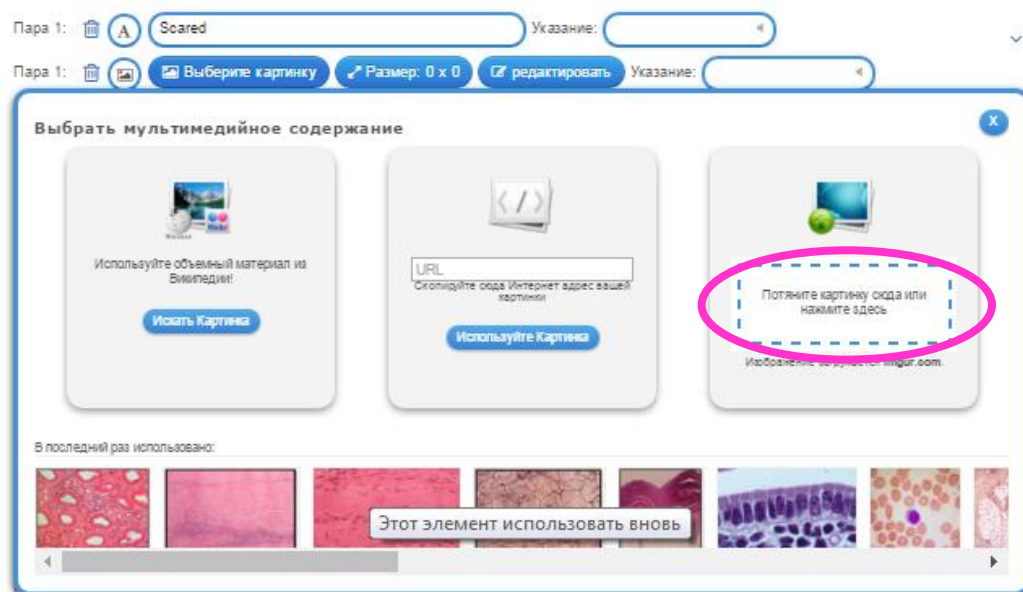 Пара 1: A Scared Указание:
Пара 1: Выберите картинку Размер: 0 x 0 редактировать Указание:
Выбрать мультимедийное содержание
X
Используйте объемный материал из
Википедии!
Искать Картинка
</>
URL
Скопируйте сюда Интернет адрес вашей
картинки
Используйте Картинка
Потяните картинку сюда или
нажмите здесь
Изображение imgur.com.
В последний раз использовано:
Этот элемент использовать вновь